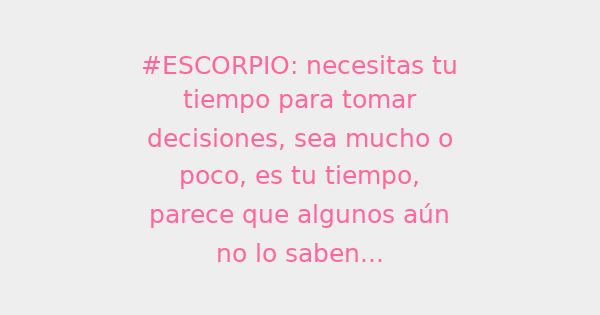 #ESCORPIO: necesitas tu
tiempo para tomar
decisiones, sea mucho o
poco, es tu tiempo,
parece que algunos aún
no lo saben...